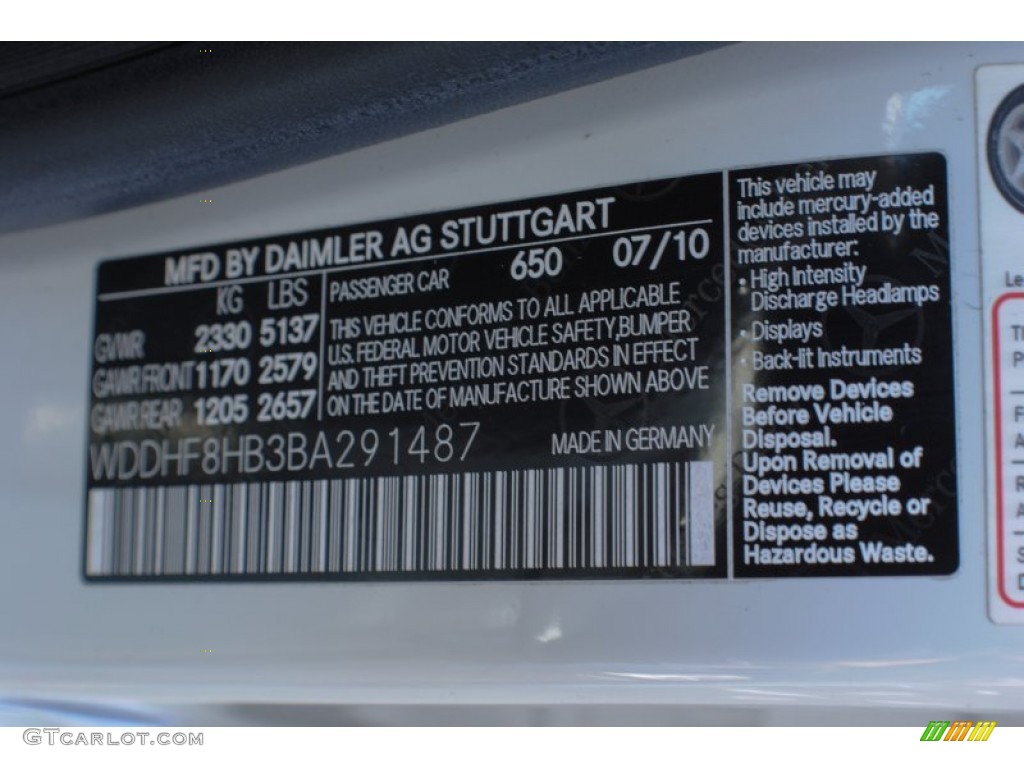 MFD BY DAIMLER AG STUTTGART
KG LBS
GVWR 2330 5137
GAWR FRONT 1170 2579
GAWR REAR 1205 2657
PASSENGER CAR 650 07/10
THIS VEHICLE CONFORMS TO ALL APPLICABLE
U.S. FEDERAL MOTOR VEHICLE SAFETY, BUMPER
AND THEFT PREVENTION STANDARDS IN EFFECT
ON THE DATE OF MANUFACTURE SHOWN ABOVE
WDDHF8HB3BA291487
MADE IN GERMANY
This vehicle may
include mercury-added
devices installed by the
manufacturer:
• High Intensity
Discharge Headlamps
• Displays
• Back-lit Instruments
Remove Devices
Before Vehicle
Disposal.
Upon Removal of
Devices Please
Reuse, Recycle or
Dispose as
Hazardous Waste.
GTCARLOT.COM